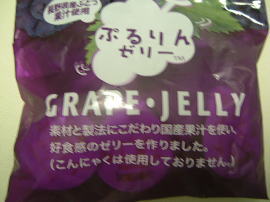 長野県産ぶどう
果汁使用
ぷるりん
ゼリー™
GRAPE・JELLY
素材と製法にこだわり国産果汁を使い、
好食感のゼリーを作りました。
(こんにゃくは使用しておりません。)